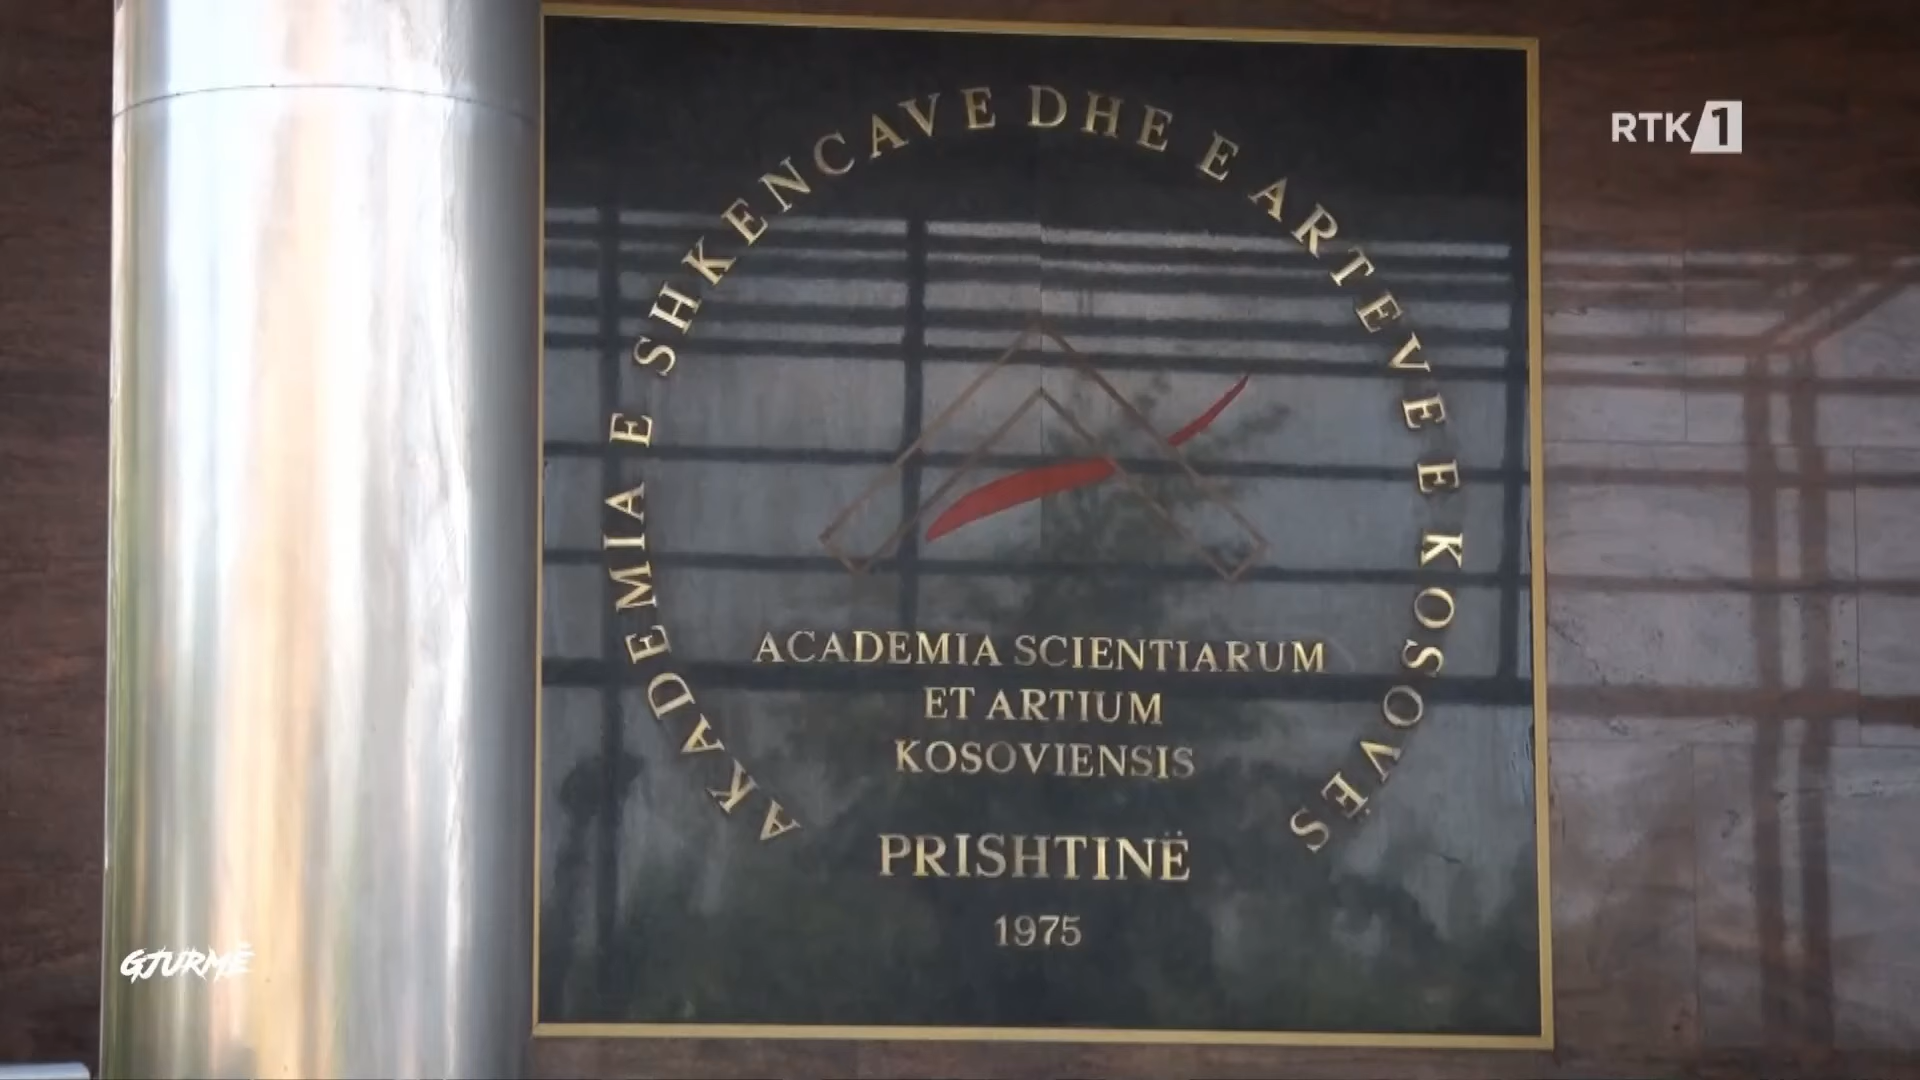 AKADEMIA E SHKENCAVE DHE E ARTEVE E KOSOVËS
ACADEMIA SCIENTIARUM
ET ARTIUM
KOSOVIENSIS
PRISHTINË
1975
RTK 1
GJURMË